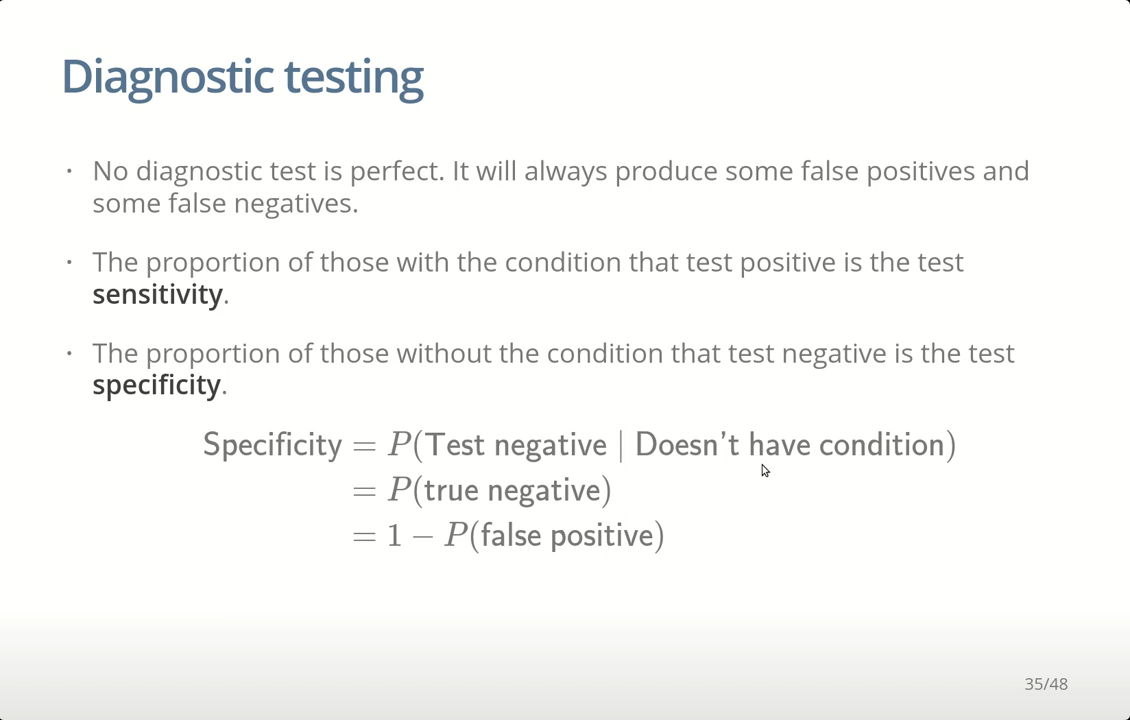 Diagnostic testing
· No diagnostic test is perfect. It will always produce some false positives and
some false negatives.
· The proportion of those with the condition that test positive is the test
sensitivity.
· The proportion of those without the condition that test negative is the test
specificity.
Specificity = P(Test negative | Doesn't have condition)
= P(true negative)
= 1 − P(false positive)
35/48